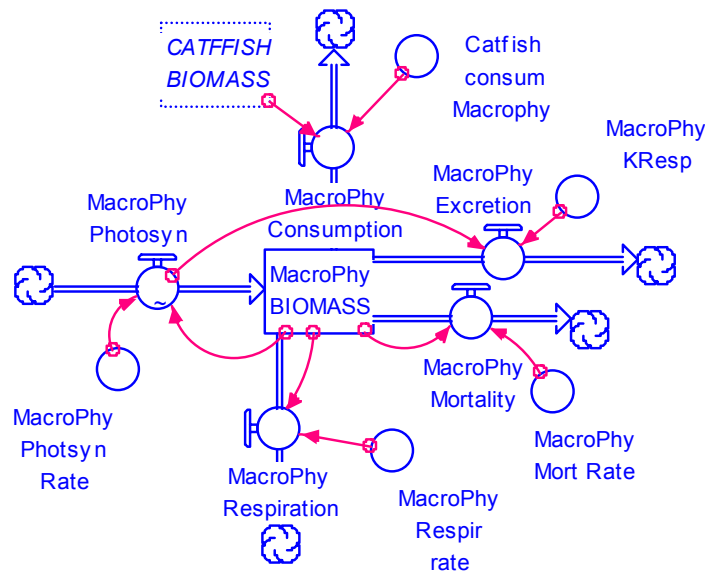 CATFFISH
BIOMASS
Catfish
consum
Macrophy
MacroPhy
KResp
MacroPhy
Excretion
MacroPhy
Consumption
MacroPhy
Photosyn
MacroPhy
BIOMASS
~
MacroPhy
Mortality
MacroPhy
Photsyn
Rate
MacroPhy
Mort Rate
MacroPhy
Respiration
MacroPhy
Respir
rate